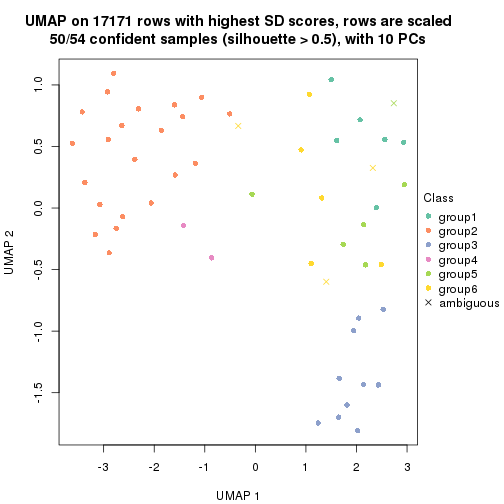 UMAP on 17171 rows with highest SD scores, rows are scaled
50/54 confident samples (silhouette > 0.5), with 10 PCs
1.0
0.5
0.0
-0.5
-1.0
-1.5
UMAP 2
-3
-2
-1
0
1
2
3
UMAP 1
Class
group1
group2
group3
group4
group5
group6
ambiguous